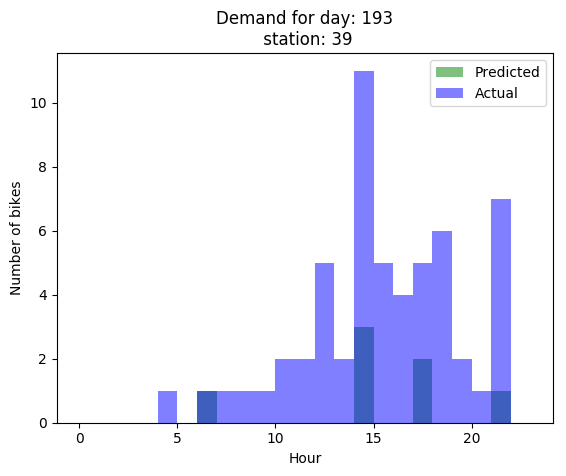 Demand for day: 193
station: 39
Predicted
Actual
Number of bikes
10
8
6
4
2
0
0
5
10
15
20
Hour